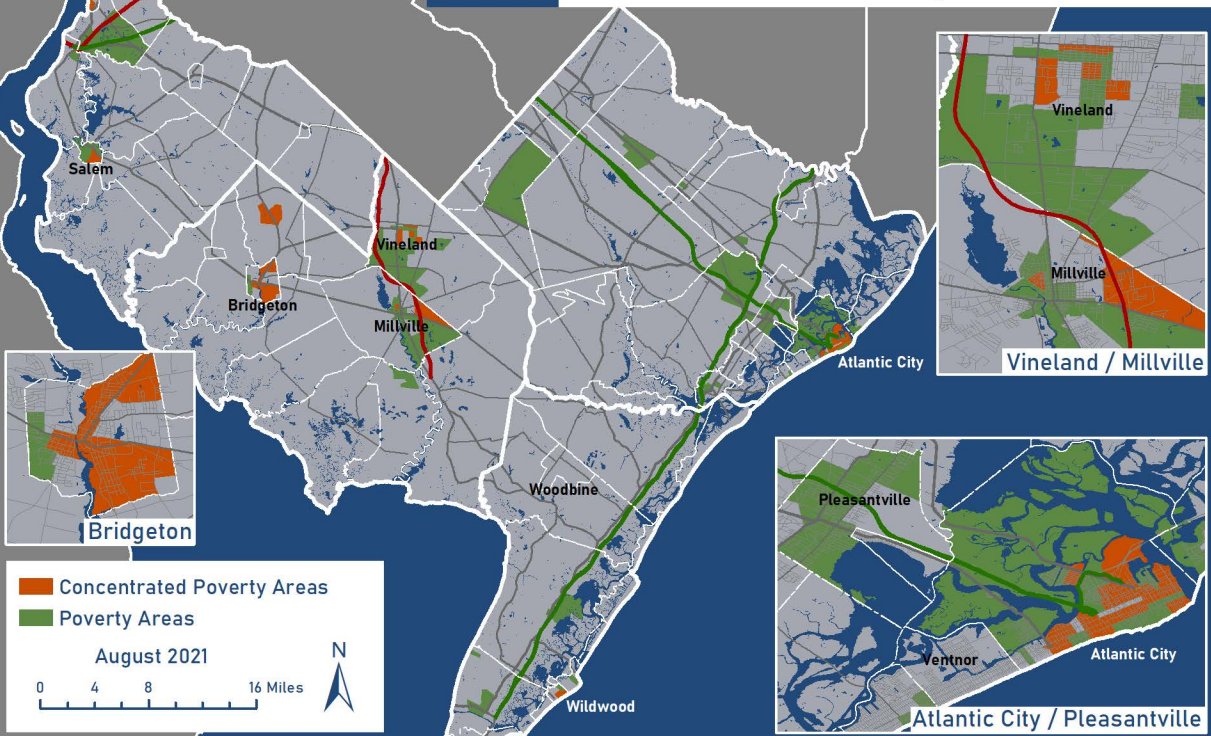 Salem
Vineland
Bridgeton
Millville
Atlantic City
Woodbine
Wildwood
Vineland
Millville
Vineland / Millville
Bridgeton
Pleasantville
Ventnor
Atlantic City
Atlantic City / Pleasantville
Concentrated Poverty Areas
Poverty Areas
August 2021
N
0 4 8 16 Miles